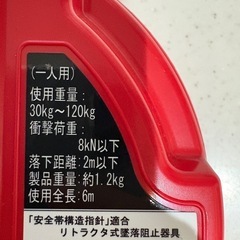 (一人用)
使用重量:
30kg〜120kg
衝撃荷重:
8kN以下
落下距離:2m以下
製品重量:約1.2kg
使用全長:6m
「安全帯構造指針」適合
リトラクタ式墜落阻止器具